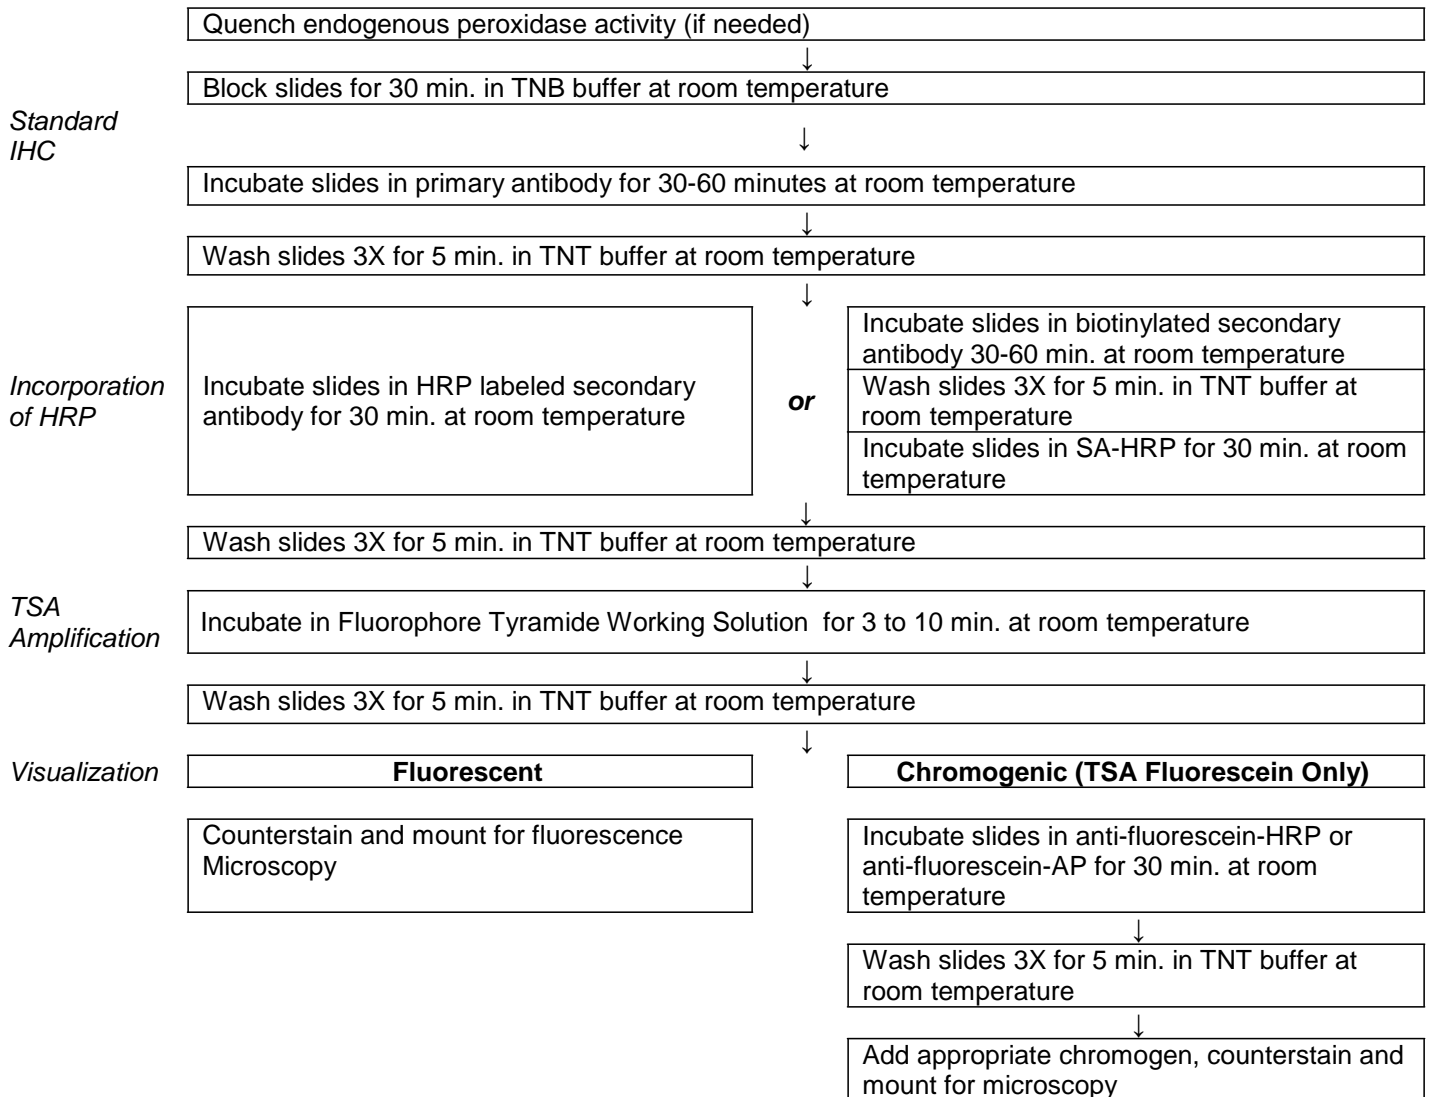 Quench endogenous peroxidase activity (if needed)
↓
Block slides for 30 min. in TNB buffer at room temperature
Standard
IHC
↓
Incubate slides in primary antibody for 30-60 minutes at room temperature
↓
Wash slides 3X for 5 min. in TNT buffer at room temperature
↓
Incorporation
of HRP
Incubate slides in HRP labeled secondary
antibody for 30 min. at room temperature
or
Incubate slides in biotinylated secondary
antibody 30-60 min. at room temperature
Wash slides 3X for 5 min. in TNT buffer at
room temperature
Incubate slides in SA-HRP for 30 min. at room
temperature
↓
Wash slides 3X for 5 min. in TNT buffer at room temperature
↓
TSA
Amplification
Incubate in Fluorophore Tyramide Working Solution  for 3 to 10 min. at room temperature
↓
Wash slides 3X for 5 min. in TNT buffer at room temperature
↓
Visualization
Fluorescent
Chromogenic (TSA Fluorescein Only)
Counterstain and mount for fluorescence
Microscopy
Incubate slides in anti-fluorescein-HRP or
anti-fluorescein-AP for 30 min. at room
temperature
↓
Wash slides 3X for 5 min. in TNT buffer at
room temperature
↓
Add appropriate chromogen, counterstain and
mount for microscopy